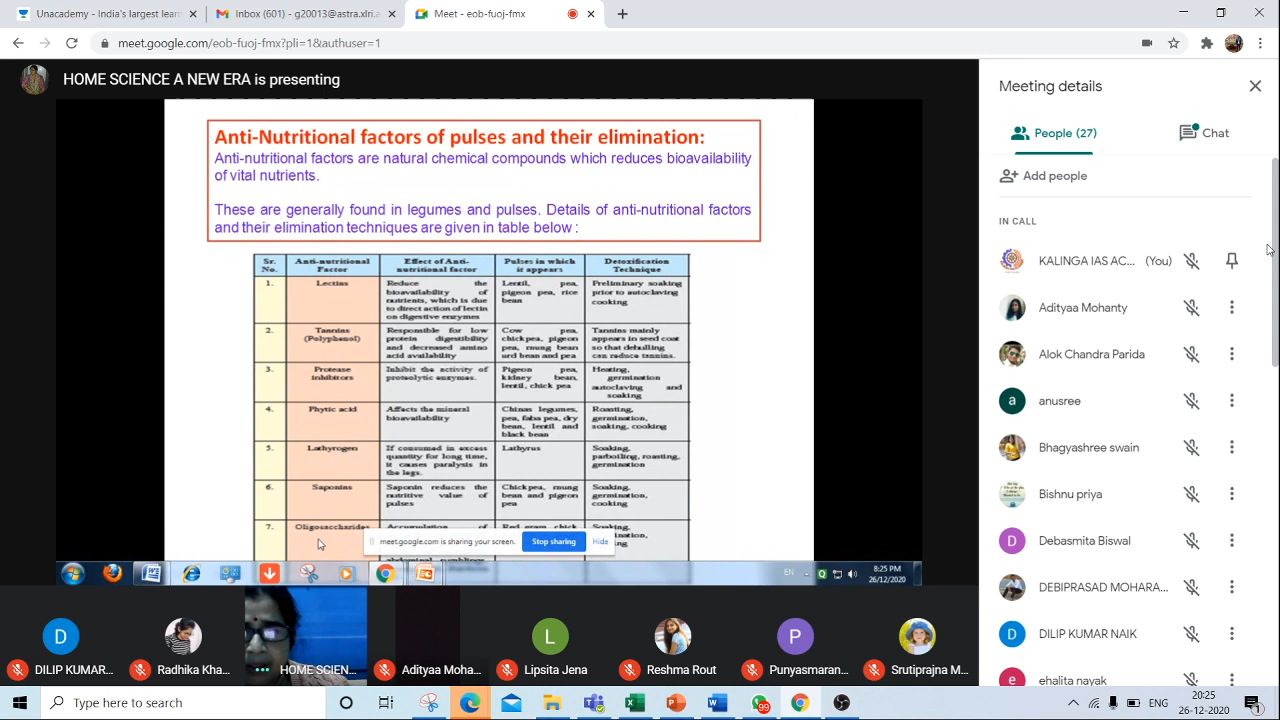 Unacademy - India's largest learn
Inbox (601) - g20013@astra.xlri.a
Meet - eob-fuoj-fmx
meet.google.com/eob-fuoj-fmx?pli=1&authuser=1
HOME SCIENCE A NEW ERA is presenting
Anti-Nutritional factors of pulses and their elimination:
Anti-nutritional factors are natural chemical compounds which reduces bioavailability
of vital nutrients.
These are generally found in legumes and pulses. Details of anti-nutritional factors
and their elimination techniques are given in table below :
Sr. No. Anti-nutritional Factor Effect of Anti-nutritional factor Pulses in which it appears Detoxification Technique
1. Lectins Reduce the bioavailability of nutrients, which is due to direct action of lectin on digestive enzymes Lentil, pea, pigeon pea, rice bean Preliminary soaking prior to autoclaving cooking
2. Tannins (Polyphenol) Responsible for low protein digestibility and decreased amino acid availability Cow pea, chickpea, pigeon pea, mung bean urd bean and pea Tannins mainly appears in seed coat so that dehulling can reduce tannins.
3. Protease inhibitors Inhibit the activity of proteolytic enzymes. Pigeon pea, kidney bean, lentil, chick pea Heating, germination autoclaving and soaking
4. Phytic acid Affects the mineral bioavailability Chinas legumes, pea, faba pea, dry bean, lentil and black bean Roasting, germination, soaking, cooking
5. Lathyrogen If consumed in excess quantity for long time, it causes paralysis in the legs. Lathyrus Soaking, parboiling, roasting, germination
6. Saponins Saponin reduces the nutritive value of pulses Chickpea, mung bean and pigeon pea Soaking, germination, cooking
7. Oligosaccharides Accumulation of abdominal rumblings Red gram, chick Soaking,
meet.google.com is sharing your screen. Stop sharing Hide
EN 8:25 PM
26/12/2020
DILIP KUMAR...
Radhika Kha...
HOME SCIEN...
Adityaa Moha...
L
Lipsita Jena
Reshma Rout
P
Punyasmaran...
Srutiprajna M...
Meeting details
People (27)
Chat
Add people
IN CALL
KALINGA IAS AC... (You)
Adityaa Mohanty
Alok Chandra Parida
a anusree
bhagyashree swain
Bishnu priya
D Debasmita Biswal
DEBIPRASAD MOHARA...
D DILIP KUMAR NAIK
ehalita nayak
Type here to search
99
ENG
20:25
26-12-2020
1